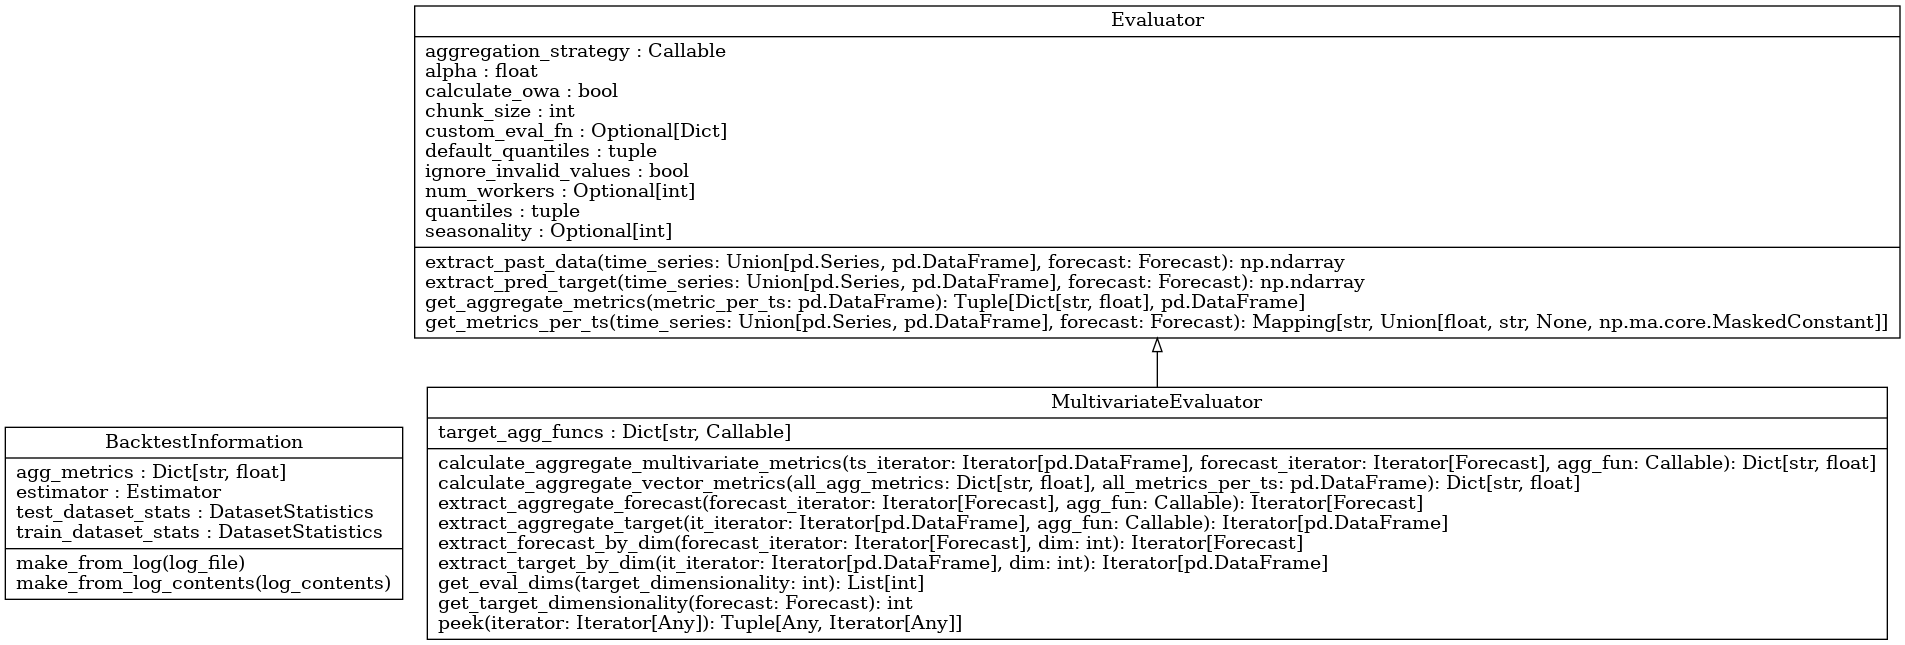 Evaluator
aggregation_strategy : Callable
alpha : float
calculate_owa : bool
chunk_size : int
custom_eval_fn : Optional[Dict]
default_quantiles : tuple
ignore_invalid_values : bool
num_workers : Optional[int]
quantiles : tuple
seasonality : Optional[int]
extract_past_data(time_series: Union[pd.Series, pd.DataFrame], forecast: Forecast): np.ndarray
extract_pred_target(time_series: Union[pd.Series, pd.DataFrame], forecast: Forecast): np.ndarray
get_aggregate_metrics(metric_per_ts: pd.DataFrame): Tuple[Dict[str, float], pd.DataFrame]
get_metrics_per_ts(time_series: Union[pd.Series, pd.DataFrame], forecast: Forecast): Mapping[str, Union[float, str, None, np.ma.core.MaskedConstant]]
BacktestInformation
agg_metrics : Dict[str, float]
estimator : Estimator
test_dataset_stats : DatasetStatistics
train_dataset_stats : DatasetStatistics
make_from_log(log_file)
make_from_log_contents(log_contents)
MultivariateEvaluator
target_agg_funcs : Dict[str, Callable]
calculate_aggregate_multivariate_metrics(ts_iterator: Iterator[pd.DataFrame], forecast_iterator: Iterator[Forecast], agg_fun: Callable): Dict[str, float]
calculate_aggregate_vector_metrics(all_agg_metrics: Dict[str, float], all_metrics_per_ts: pd.DataFrame): Dict[str, float]
extract_aggregate_forecast(forecast_iterator: Iterator[Forecast], agg_fun: Callable): Iterator[Forecast]
extract_aggregate_target(it_iterator: Iterator[pd.DataFrame], agg_fun: Callable): Iterator[pd.DataFrame]
extract_forecast_by_dim(forecast_iterator: Iterator[Forecast], dim: int): Iterator[Forecast]
extract_target_by_dim(it_iterator: Iterator[pd.DataFrame], dim: int): Iterator[pd.DataFrame]
get_eval_dims(target_dimensionality: int): List[int]
get_target_dimensionality(forecast: Forecast): int
peek(iterator: Iterator[Any]): Tuple[Any, Iterator[Any]]